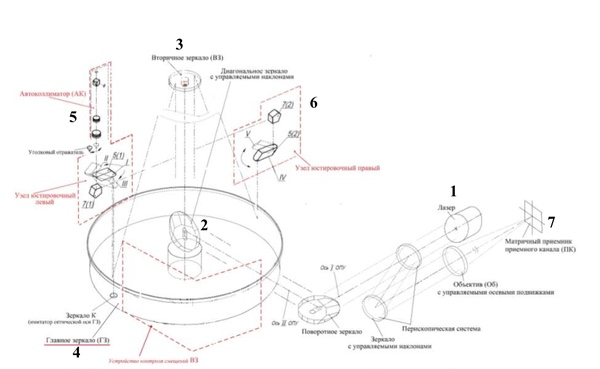 3
Вторичное зеркало (ВЗ)
Диагональное зеркало
с управляемыми наклонами
Автоколлиматор (АК)
5
6
7(2)
V
5(2)
IV
Узел юстировочный правый
Уголковый отражатель
II
5(1)
I
III
7(1)
Узел юстировочный
левый
2
1
Лазер
7
Матричный приемник
приемного канала (ПК)
Объектив (Об)
с управляемыми осевыми подвижками
Ось I ОПУ
Ось II ОПУ
Перископическая система
Поворотное зеркало
Зеркало
с управляемыми наклонами
Зеркало К
(имитатор оптической оси ГЗ)
Главное зеркало (ГЗ)
4
Устройство контроля смещений ВЗ